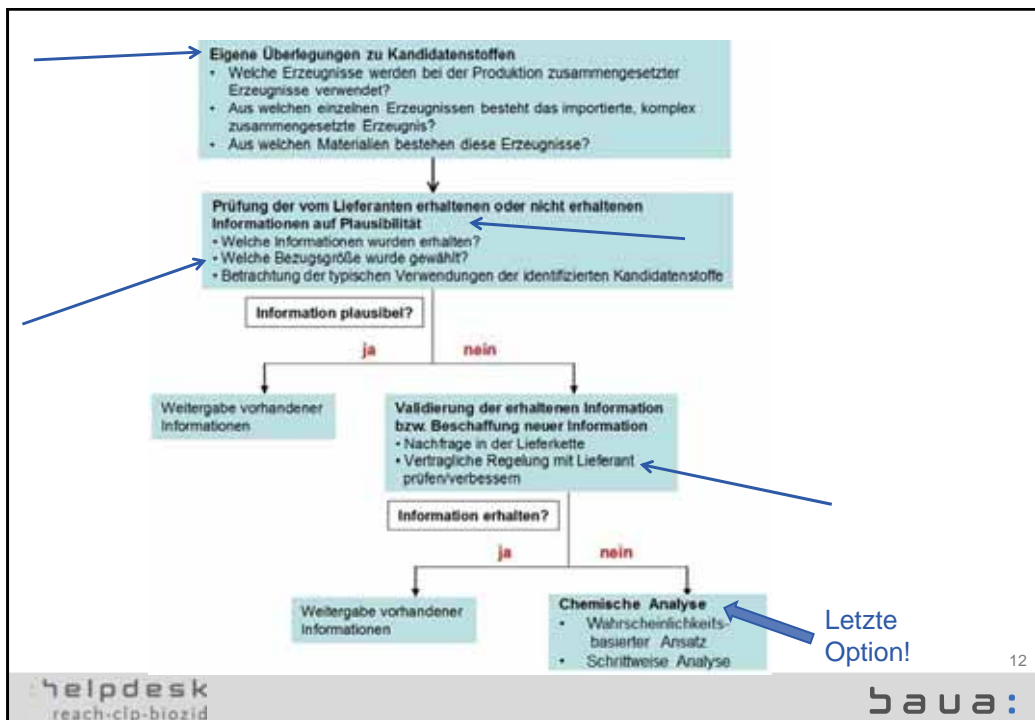 Eigene Überlegungen zu Kandidatenstoffen
• Welche Erzeugnisse werden bei der Produktion zusammengesetzter
Erzeugnisse verwendet?
• Aus welchen einzelnen Erzeugnissen besteht das importierte, komplex
zusammengesetzte Erzeugnis?
• Aus welchen Materialien bestehen diese Erzeugnisse?
Prüfung der vom Lieferanten erhaltenen oder nicht erhaltenen
Informationen auf Plausibilität
• Welche Informationen wurden erhalten?
• Welche Bezugsgröße wurde gewählt?
• Betrachtung der typischen Verwendungen der identifizierten Kandidatenstoffe
Information plausibel?
ja nein
Weitergabe vorhandener
Informationen
Validierung der erhaltenen Information
bzw. Beschaffung neuer Information
• Nachfrage in der Lieferkette
• Vertragliche Regelung mit Lieferant
prüfen/verbessern
Information erhalten?
ja nein
Weitergabe vorhandener
Informationen
Chemische Analyse
• Wahrscheinlichkeits-
basierter Ansatz
• Schrittweise Analyse
Letzte
Option!
12
helpdesk
reach-clp-biozid
baua: